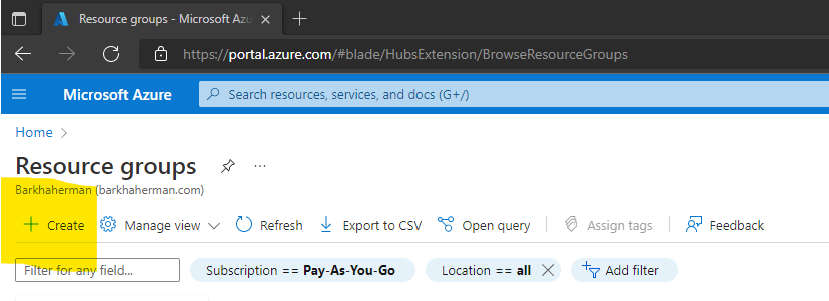 Resource groups - Microsoft Azu
https://portal.azure.com/#blade/HubsExtension/BrowseResourceGroups
Microsoft Azure Search resources, services, and docs (G+/)
Home
Resource groups ...
Barkhaherman (barkhaherman.com)
+ Create Manage view Refresh Export to CSV Open query Assign tags Feedback
Filter for any field... Subscription == Pay-As-You-Go Location == all Add filter